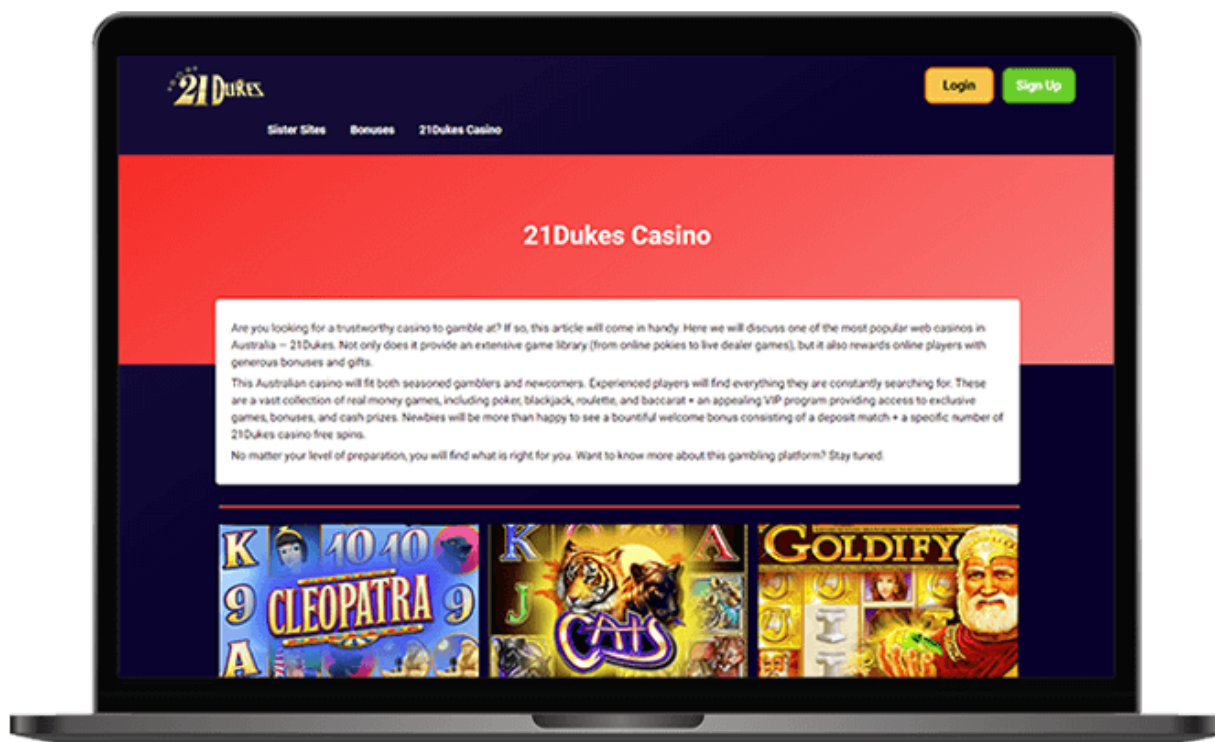 21 DUKES
Login
Sign Up
Sister Sites Bonuses 21Dukes Casino
21Dukes Casino
Are you looking for a trustworthy casino to gamble at? If so, this article will come in handy. Here we will discuss one of the most popular web casinos in
Australia — 21Dukes. Not only does it provide an extensive game library (from online pokies to live dealer games), but it also rewards online players with
generous bonuses and gifts.
This Australian casino will fit both seasoned gamblers and newcomers. Experienced players will find everything they are constantly searching for. These
are a vast collection of real money games, including poker, blackjack, roulette, and baccarat + an appealing VIP program providing access to exclusive
games, bonuses, and cash prizes. Newbies will be more than happy to see a bountiful welcome bonus consisting of a deposit match + a specific number of
21Dukes casino free spins.
No matter your level of preparation, you will find what is right for you. Want to know more about this gambling platform? Stay tuned.
K 10 10
9 CLEOPATRA 9
A
K A
J
CATS
GOLDIFY